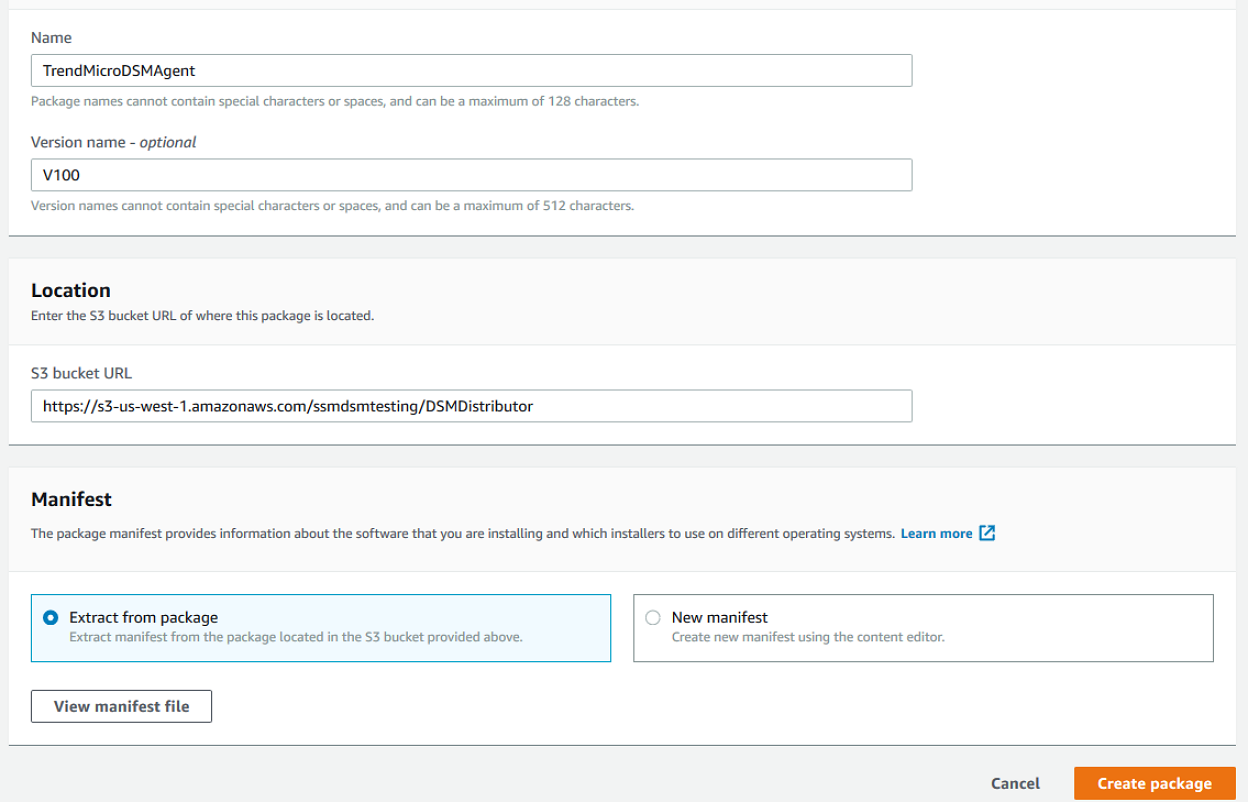 Name
TrendMicroDSMAgent
Package names cannot contain special characters or spaces, and can be a maximum of 128 characters.
Version name - optional
V100
Version names cannot contain special characters or spaces, and can be a maximum of 512 characters.
Location
Enter the S3 bucket URL of where this package is located.
S3 bucket URL
https://s3-us-west-1.amazonaws.com/ssmdsmtesting/DSMDistributor
Manifest
The package manifest provides information about the software that you are installing and which installers to use on different operating systems. Learn more
Extract from package
Extract manifest from the package located in the S3 bucket provided above.
New manifest
Create new manifest using the content editor.
View manifest file
Cancel
Create package